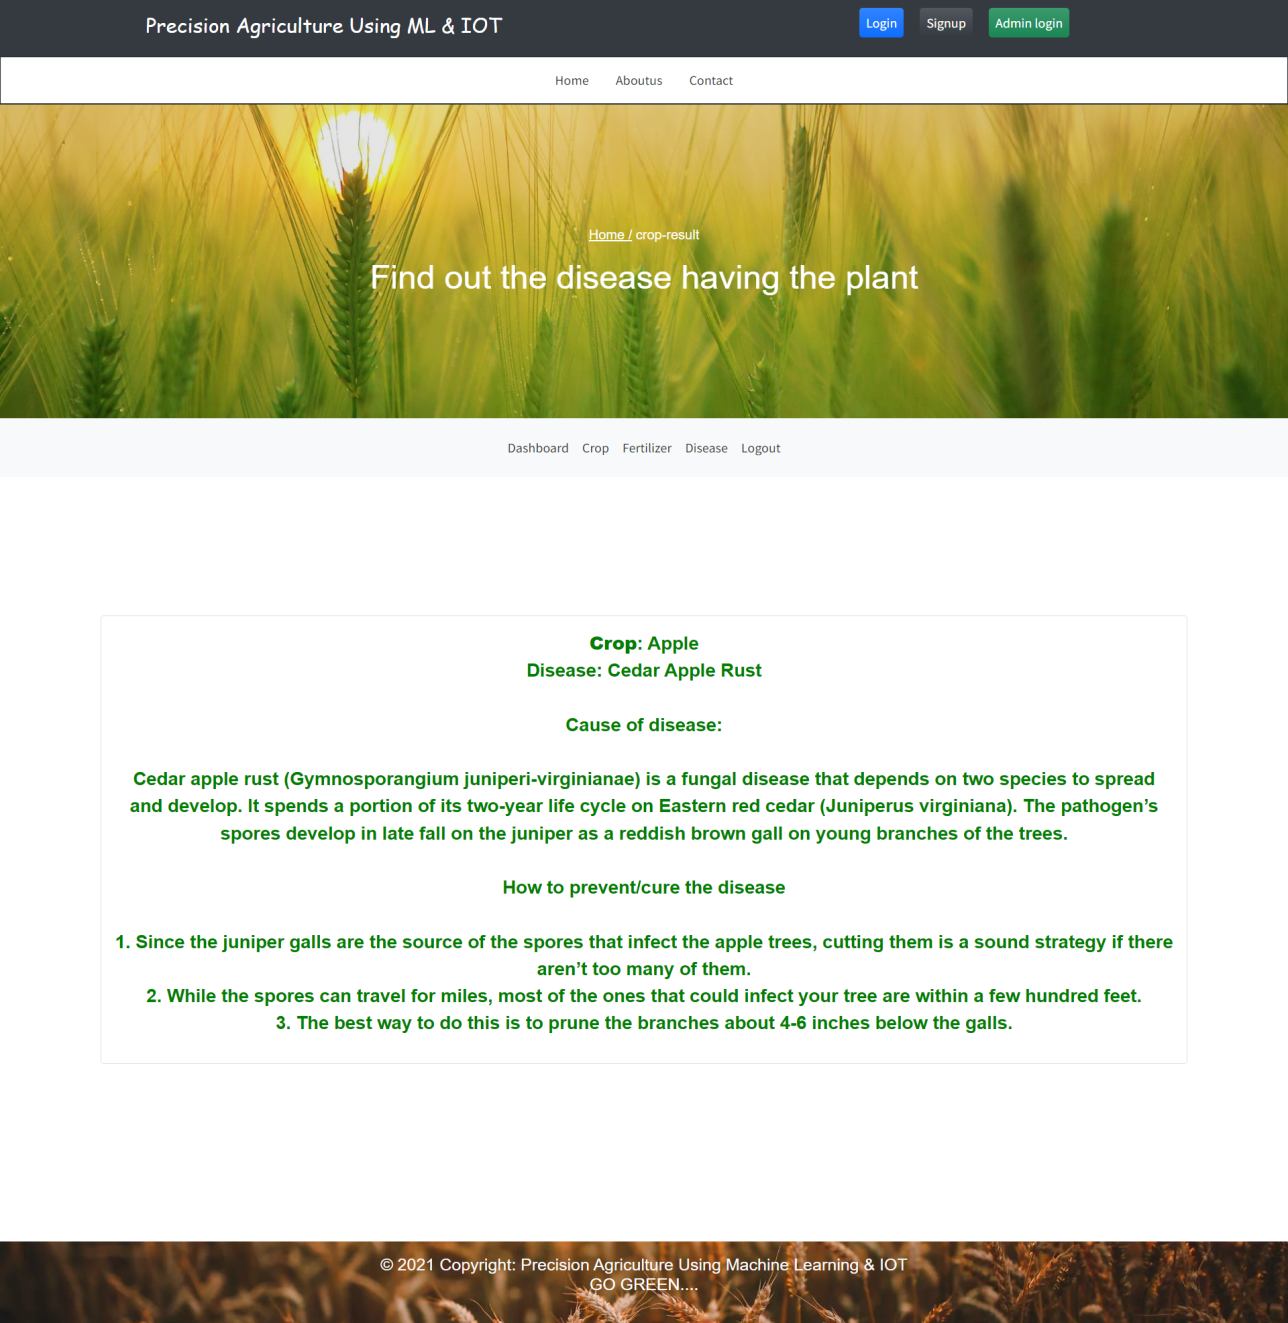 Precision Agriculture Using ML & IOT
Login Signup Admin login
Home Aboutus Contact
Home / crop-result
Find out the disease having the plant
Dashboard Crop Fertilizer Disease Logout
Crop: Apple
Disease: Cedar Apple Rust
Cause of disease:
Cedar apple rust (Gymnosporangium juniperi-virginianae) is a fungal disease that depends on two species to spread
and develop. It spends a portion of its two-year life cycle on Eastern red cedar (Juniperus virginiana). The pathogen’s
spores develop in late fall on the juniper as a reddish brown gall on young branches of the trees.
How to prevent/cure the disease
1. Since the juniper galls are the source of the spores that infect the apple trees, cutting them is a sound strategy if there
aren’t too many of them.
2. While the spores can travel for miles, most of the ones that could infect your tree are within a few hundred feet.
3. The best way to do this is to prune the branches about 4-6 inches below the galls.
© 2021 Copyright: Precision Agriculture Using Machine Learning & IOT
GO GREEN....